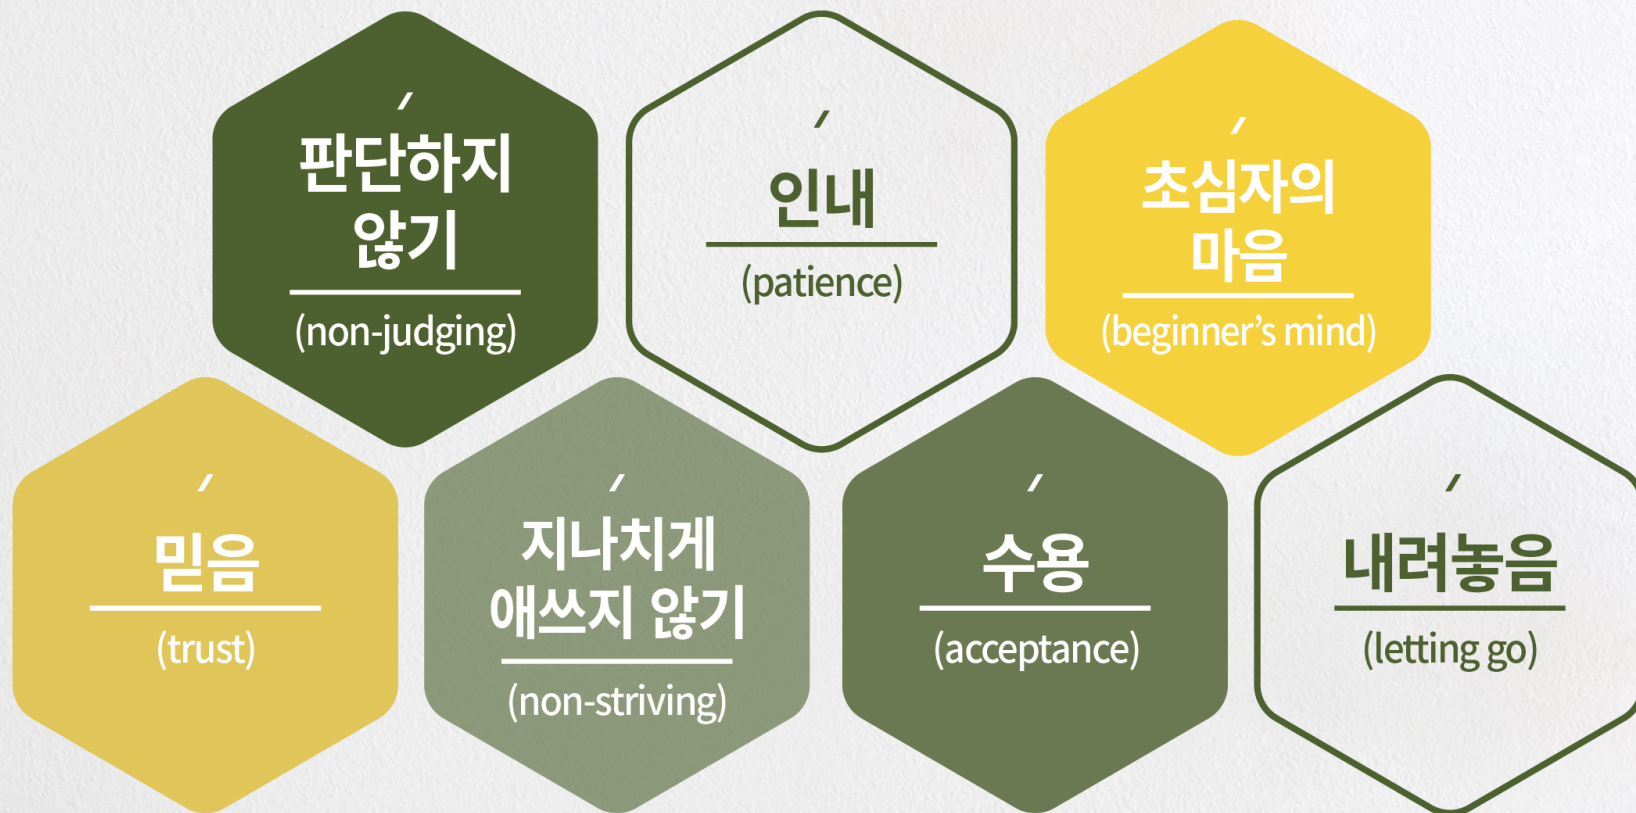 판단하지
않기
(non-judging)
인내
(patience)
초심자의
마음
(beginner’s mind)
믿음
(trust)
지나치게
애쓰지 않기
(non-striving)
수용
(acceptance)
내려놓음
(letting go)